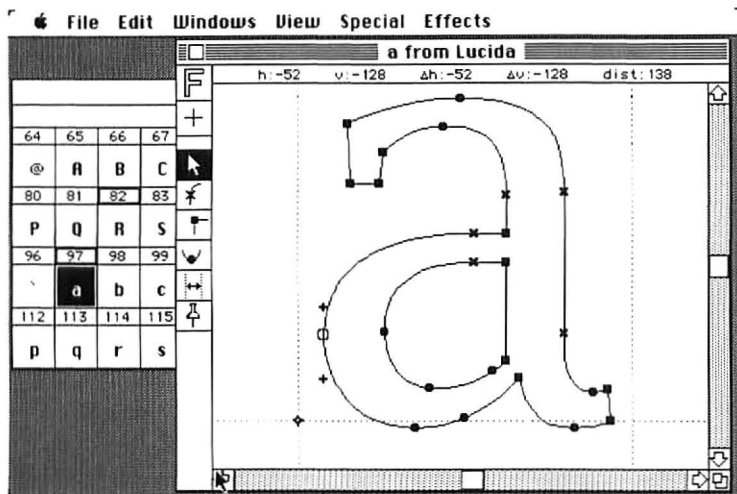 File Edit Windows View Special Effects
a from Lucida
h:-52 v:-128 Δh:-52 Δv:-128 dist:138
64 65 66 67
@ A B C
80 81 82 83
P Q R S
96 97 98 99
` a b c
112 113 114 115
p q r s
F
a